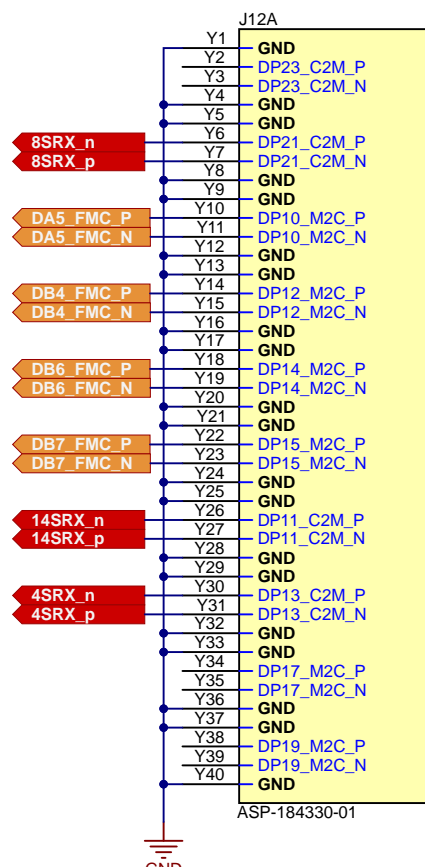 J12A
Y1 GND
Y2 DP23_C2M_P
Y3 DP23_C2M_N
Y4 GND
Y5 GND
8SRX_n Y6 DP21_C2M_P
8SRX_p Y7 DP21_C2M_N
Y8 GND
Y9 GND
DA5_FMC_P Y10 DP10_M2C_P
DA5_FMC_N Y11 DP10_M2C_N
Y12 GND
Y13 GND
DB4_FMC_P Y14 DP12_M2C_P
DB4_FMC_N Y15 DP12_M2C_N
Y16 GND
Y17 GND
DB6_FMC_P Y18 DP14_M2C_P
DB6_FMC_N Y19 DP14_M2C_N
Y20 GND
Y21 GND
DB7_FMC_P Y22 DP15_M2C_P
DB7_FMC_N Y23 DP15_M2C_N
Y24 GND
Y25 GND
14SRX_n Y26 DP11_C2M_P
14SRX_p Y27 DP11_C2M_N
Y28 GND
Y29 GND
4SRX_n Y30 DP13_C2M_P
4SRX_p Y31 DP13_C2M_N
Y32 GND
Y33 GND
Y34 DP17_M2C_P
Y35 DP17_M2C_N
Y36 GND
Y37 GND
Y38 DP19_M2C_P
Y39 DP19_M2C_N
Y40 GND
ASP-184330-01
GND